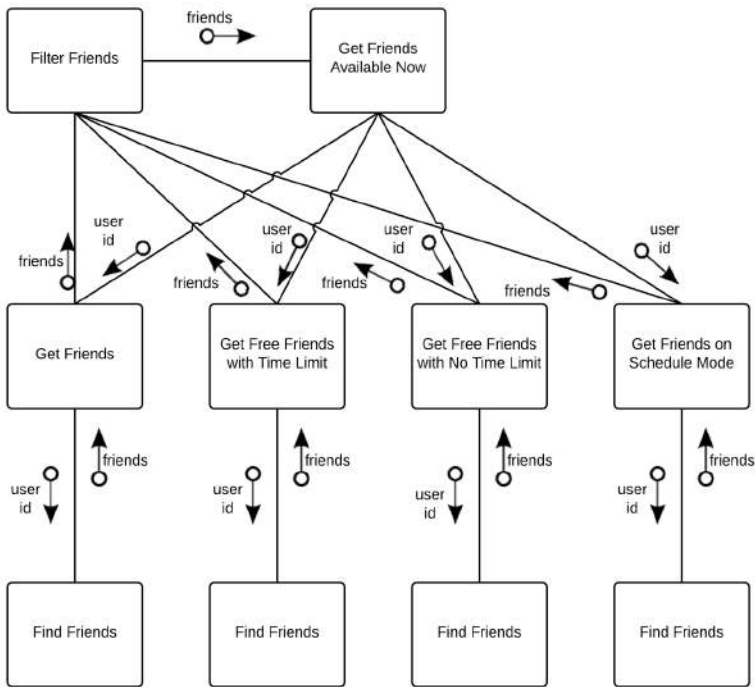 friends
Filter Friends
Get Friends
Available Now
user
id
user
id
user
id
user
id
friends
friends
friends
friends
Get Friends
Get Free Friends
with Time Limit
Get Free Friends
with No Time Limit
Get Friends on
Schedule Mode
friends
friends
friends
friends
user
id
user
id
user
id
user
id
Find Friends
Find Friends
Find Friends
Find Friends